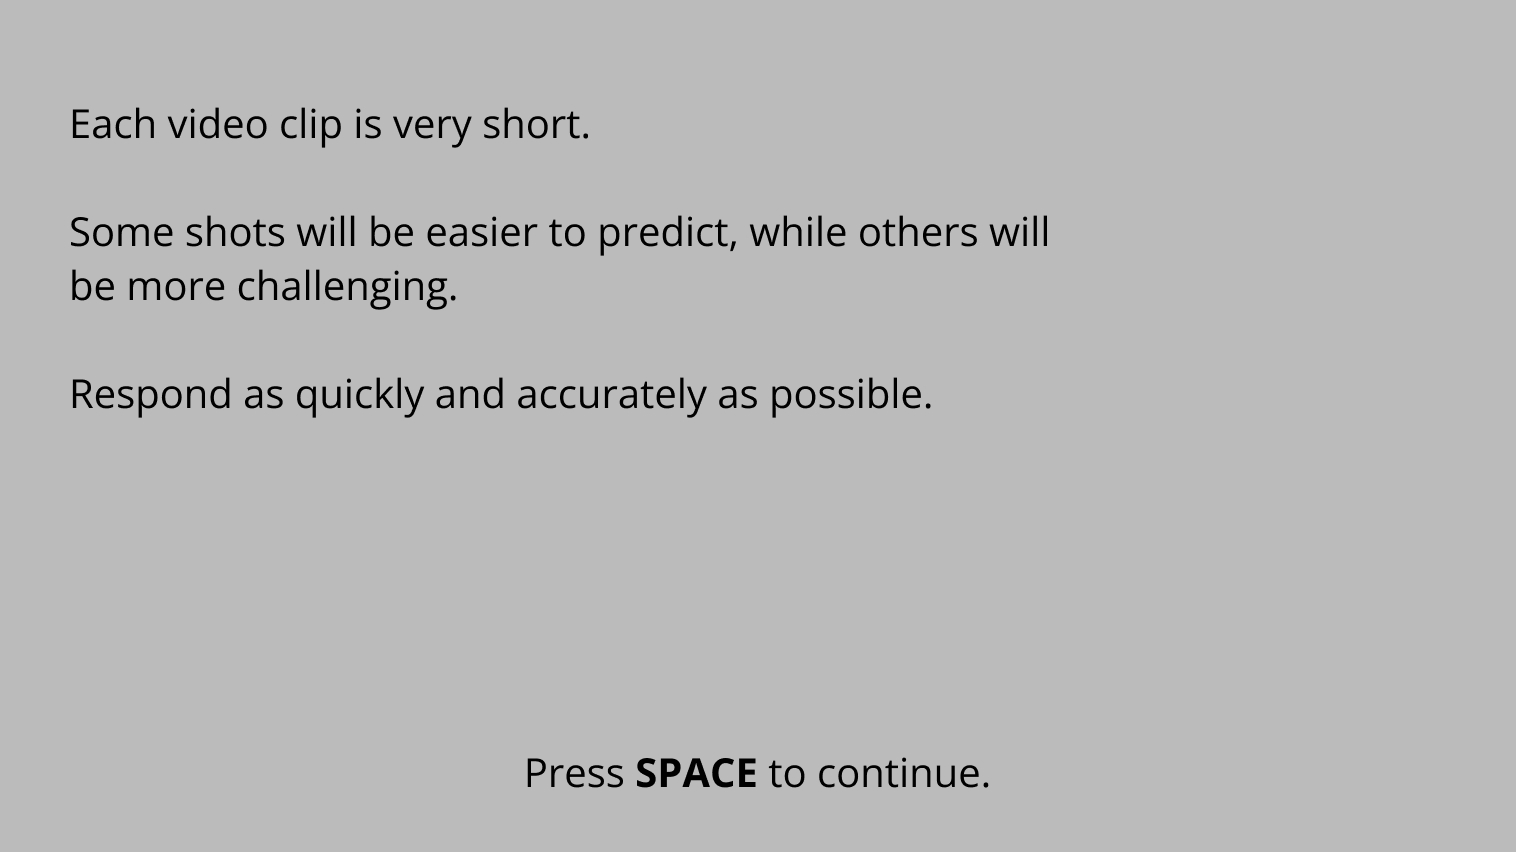 Each video clip is very short.
Some shots will be easier to predict, while others will
be more challenging.
Respond as quickly and accurately as possible.
Press SPACE to continue.